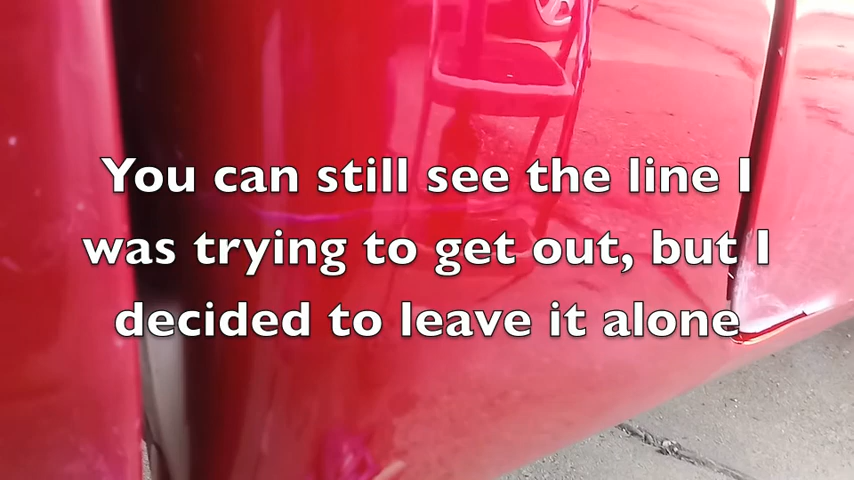 You can still see the line I
was trying to get out, but I
decided to leave it alone